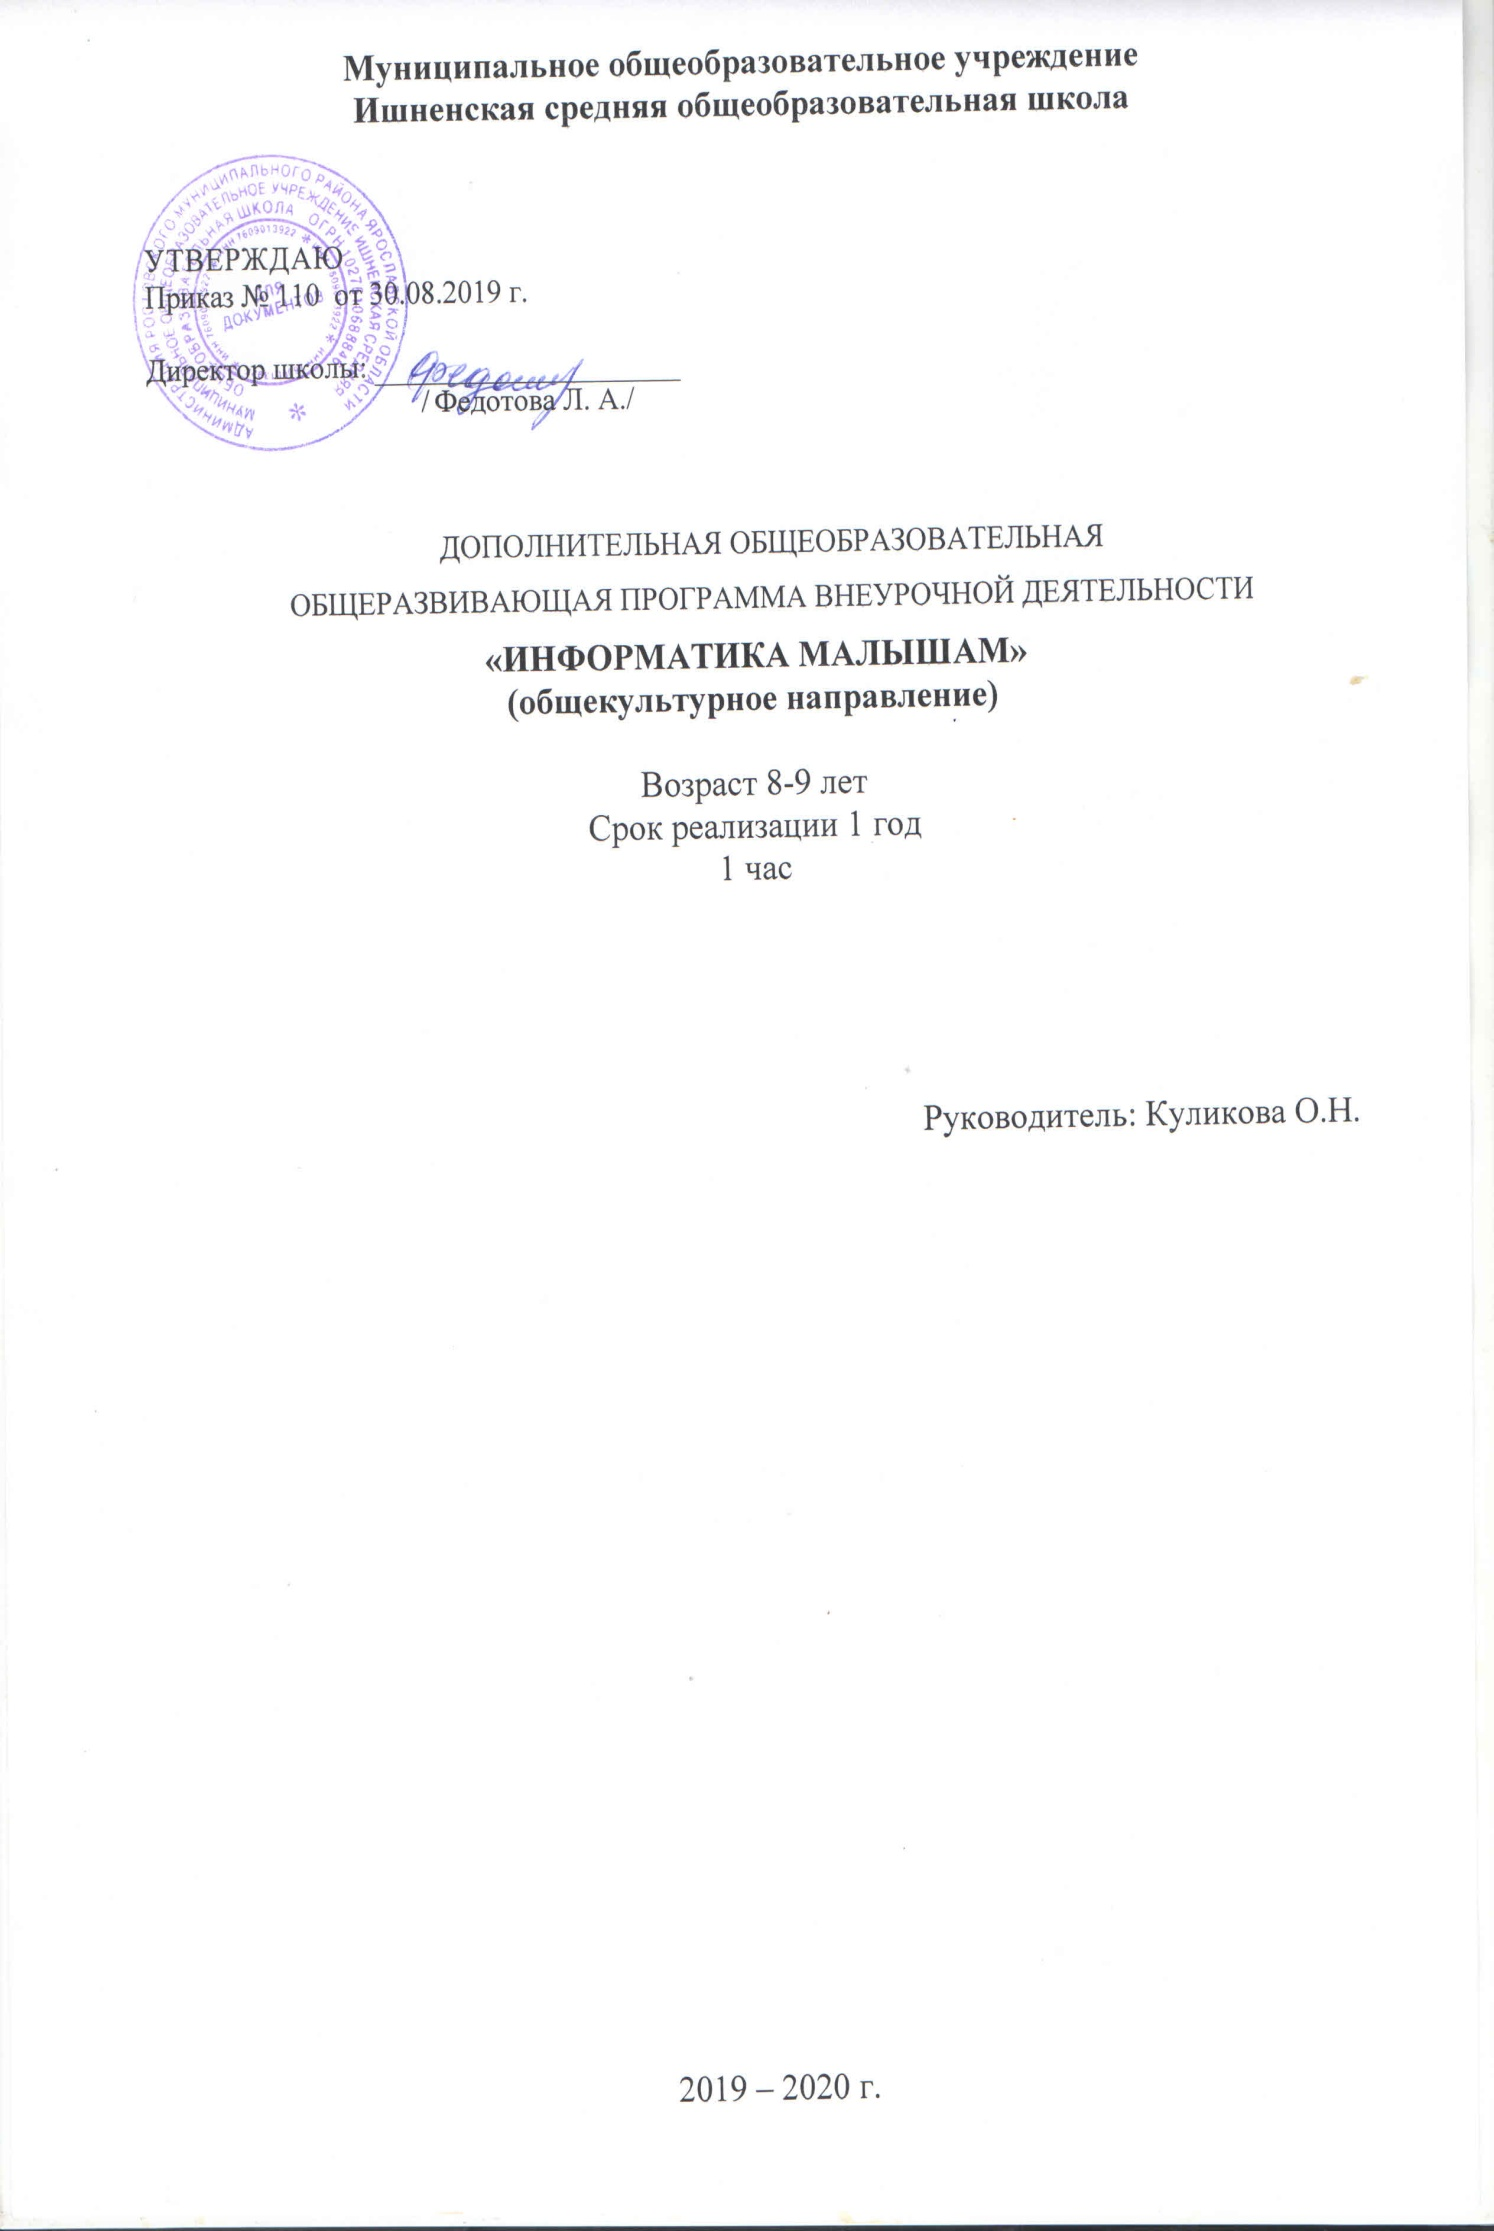 Муниципальное общеобразовательное учреждение
Ишненская средняя общеобразовательная школа
УТВЕРЖДАЮ
Приказ № 110 от 30.08.2019 г.
ДЛЯ
ДОКУМЕНТОВ
Директор школы:
/ Федотова Л. А./
ДОПОЛНИТЕЛЬНАЯ ОБЩЕОБРАЗОВАТЕЛЬНАЯ
ОБЩЕРАЗВИВАЮЩАЯ ПРОГРАММА ВНЕУРОЧНОЙ ДЕЯТЕЛЬНОСТИ
«ИНФОРМАТИКА МАЛЫШАМ»
(общекультурное направление)
Возраст 8-9 лет
Срок реализации 1 год
1 час
Руководитель: Куликова О.Н.
2019 – 2020 г.